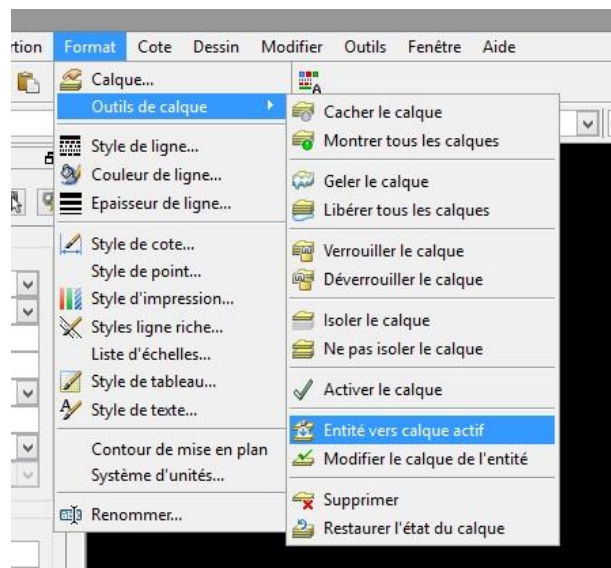 rtion Format Cote Dessin Modifier Outils Fenêtre Aide
Calque...
Outils de calque
Style de ligne...
Couleur de ligne...
Epaisseur de ligne...
Style de cote...
Style de point...
Style d'impression...
Styles ligne riche...
Liste d'échelles...
Style de tableau...
Style de texte...
Contour de mise en plan
Système d'unités...
Renommer...
Cacher le calque
Montrer tous les calques
Geler le calque
Libérer tous les calques
Verrouiller le calque
Déverrouiller le calque
Isoler le calque
Ne pas isoler le calque
Activer le calque
Entité vers calque actif
Modifier le calque de l'entité
Supprimer
Restaurer l'état du calque